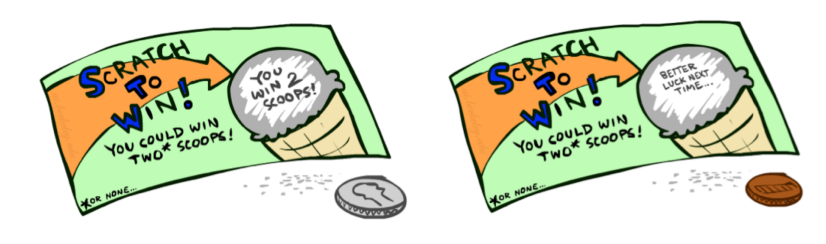 SCRATCH
TO
WIN!
YOU
WIN 2
SCOOPS!
YOU COULD WIN
TWO* SCOOPS!
*OR NONE...
SCRATCH
TO
WIN!
BETTER
LUCK NEXT
TIME...
YOU COULD WIN
TWO* SCOOPS!
*OR NONE...